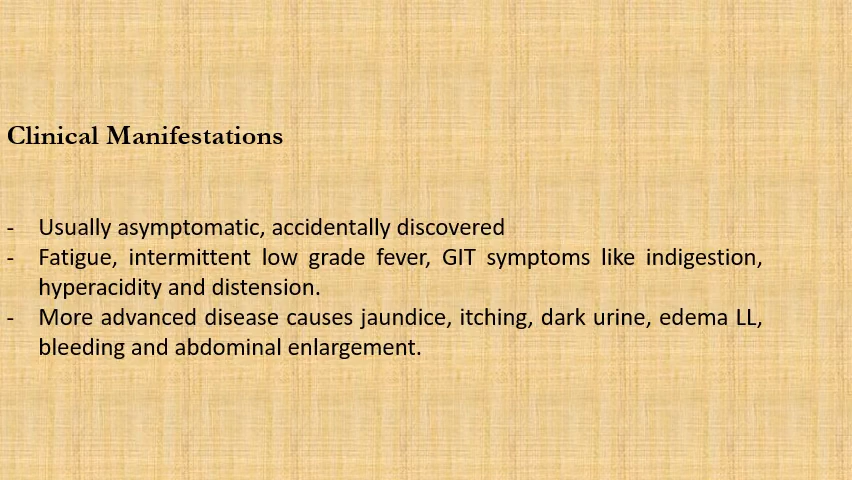 Clinical Manifestations
- Usually asymptomatic, accidentally discovered
- Fatigue, intermittent low grade fever, GIT symptoms like indigestion,
hyperacidity and distension.
- More advanced disease causes jaundice, itching, dark urine, edema LL,
bleeding and abdominal enlargement.